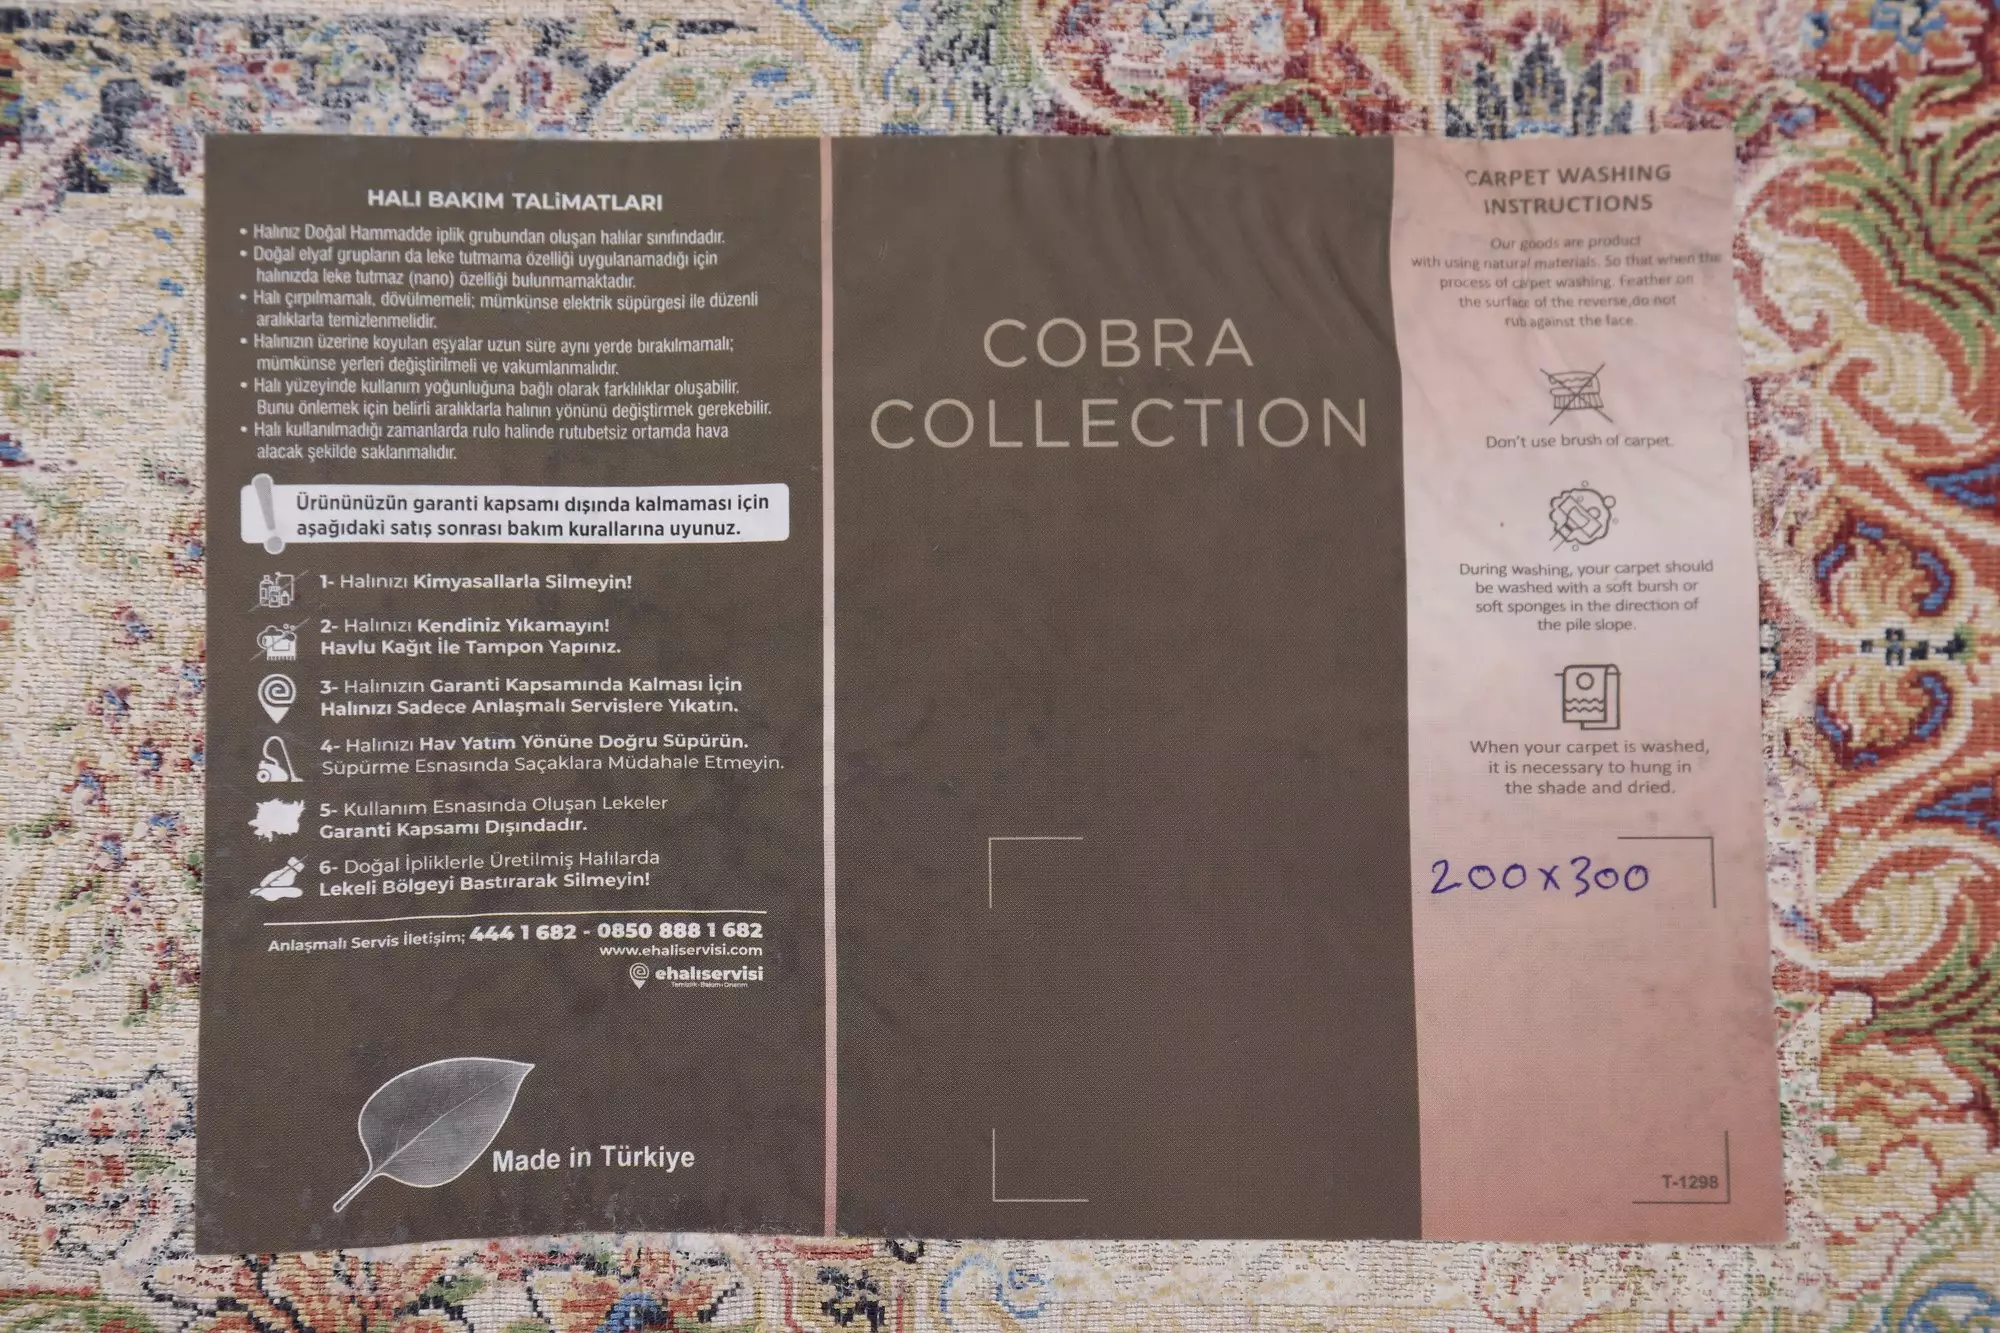 HALI BAKIM TALİMATLARI
• Halınız Doğal Hammadde iplik grubundan oluşan halılar sınıfındadır.
• Doğal elyaf grupların da leke tutmama özelliği uygulanamadığı için
halınızda leke tutmaz (nano) özelliği bulunmamaktadır.
• Halı çırpılmamalı, dövülmemeli; mümkünse elektrik süpürgesi ile düzenli
aralıklarla temizlenmelidir.
• Halınızın üzerine koyulan eşyalar uzun süre aynı yerde bırakılmamalı;
mümkünse yerleri değiştirilmeli ve vakumlanmalıdır.
• Halı yüzeyinde kullanım yoğunluğuna bağlı olarak farklılıklar oluşabilir.
Bunu önlemek için belirli aralıklarla halının yönünü değiştirmek gerekebilir.
• Halı kullanılmadığı zamanlarda rulo halinde rutubetsiz ortamda hava
alacak şekilde saklanmalıdır.
Ürününüzün garanti kapsamı dışında kalmaması için
aşağıdaki satış sonrası bakım kurallarına uyunuz.
1- Halınızı Kimyasallarla Silmeyin!
2- Halınızı Kendiniz Yıkamayın!
Havlu Kağıt İle Tampon Yapınız.
3- Halınızın Garanti Kapsamında Kalması İçin
Halınızı Sadece Anlaşmalı Servislere Yıkatın.
4- Halınızı Hav Yatım Yönüne Doğru Süpürün.
Süpürme Esnasında Saçaklara Müdahale Etmeyin.
5- Kullanım Esnasında Oluşan Lekeler
Garanti Kapsamı Dışındadır.
6- Doğal İpliklerle Üretilmiş Halılarda
Lekeli Bölgeyi Bastırarak Silmeyin!
Anlaşmalı Servis İletişim; 444 1 682 - 0850 888 1 682
www.ehaliservisi.com
ehalıservisi
Temizlik-Bakım-Onarım
Made in Türkiye
COBRA
COLLECTION
CARPET WASHING
INSTRUCTIONS
Our goods are product
with using natural materials. So that when the
process of carpet washing. Feather on
the surface of the reverse,do not
rub against the face.
Don't use brush of carpet.
During washing, your carpet should
be washed with a soft bursh or
soft sponges in the direction of
the pile slope.
When your carpet is washed,
it is necessary to hung in
the shade and dried.
200x300
T-1298